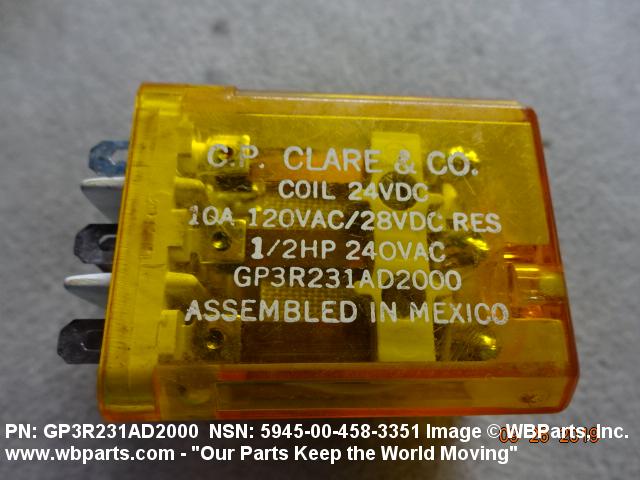 C.P. CLARE & CO.
COIL 24VDC
10A 120VAC/28VDC RES
1/2HP 240VAC
GP3R231AD2000
ASSEMBLED IN MEXICO
PN: GP3R231AD2000 NSN: 5945-00-458-3351 Image © WBParts, Inc.
www.wbparts.com - "Our Parts Keep the World Moving"